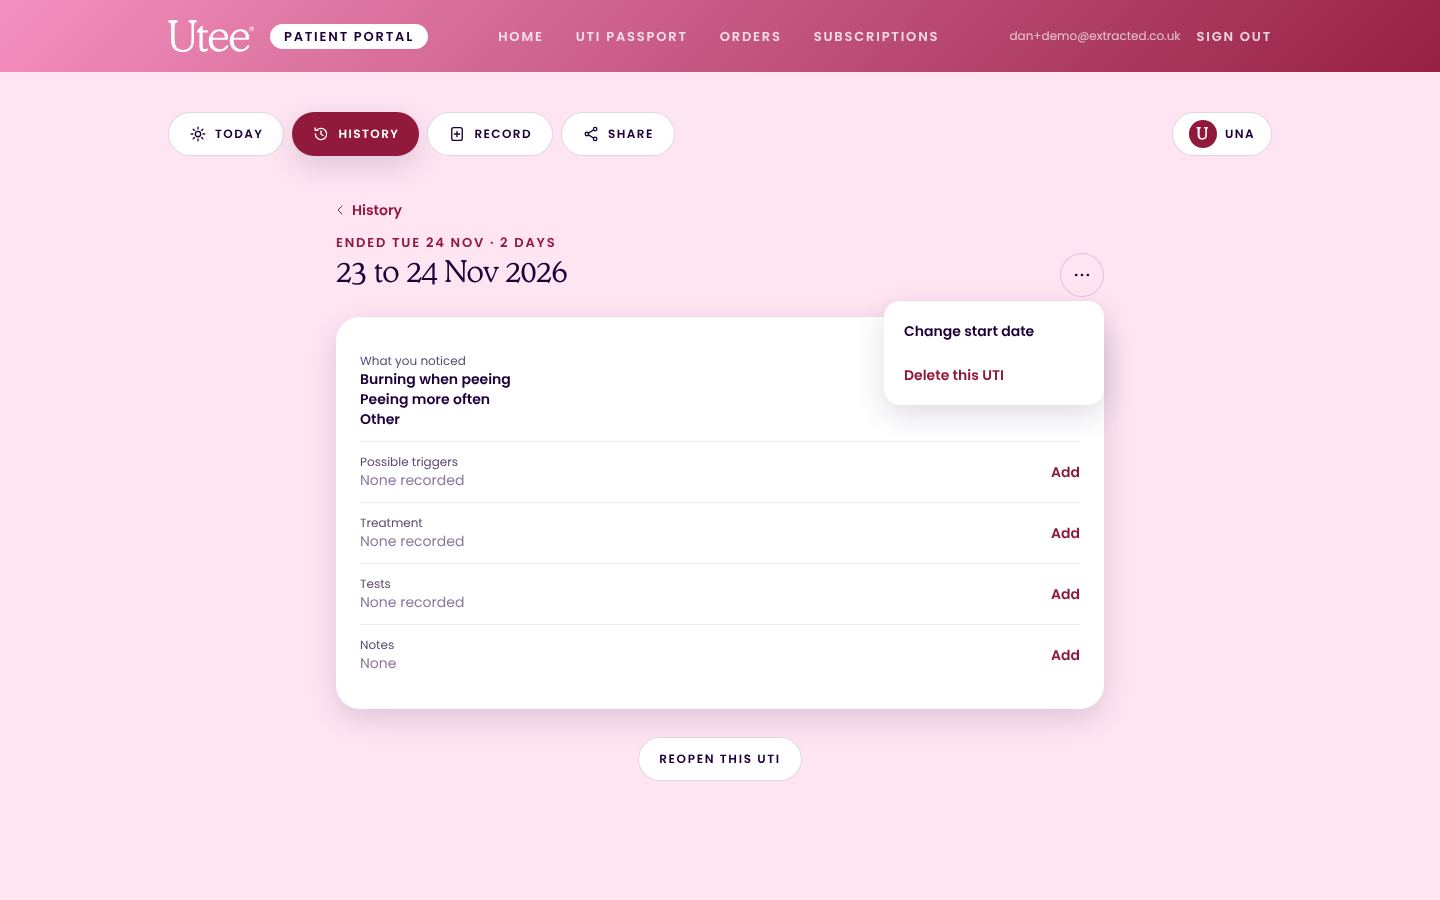 Utee®
PATIENT PORTAL
HOME
UTI PASSPORT
ORDERS
SUBSCRIPTIONS
dan+demo@extracted.co.uk
SIGN OUT
TODAY
HISTORY
RECORD
SHARE
U
UNA
History
ENDED TUE 24 NOV · 2 DAYS
23 to 24 Nov 2026
...
Change start date
Delete this UTI
What you noticed
Burning when peeing
Peeing more often
Other
Possible triggers
None recorded
Add
Treatment
None recorded
Add
Tests
None recorded
Add
Notes
None
Add
REOPEN THIS UTI